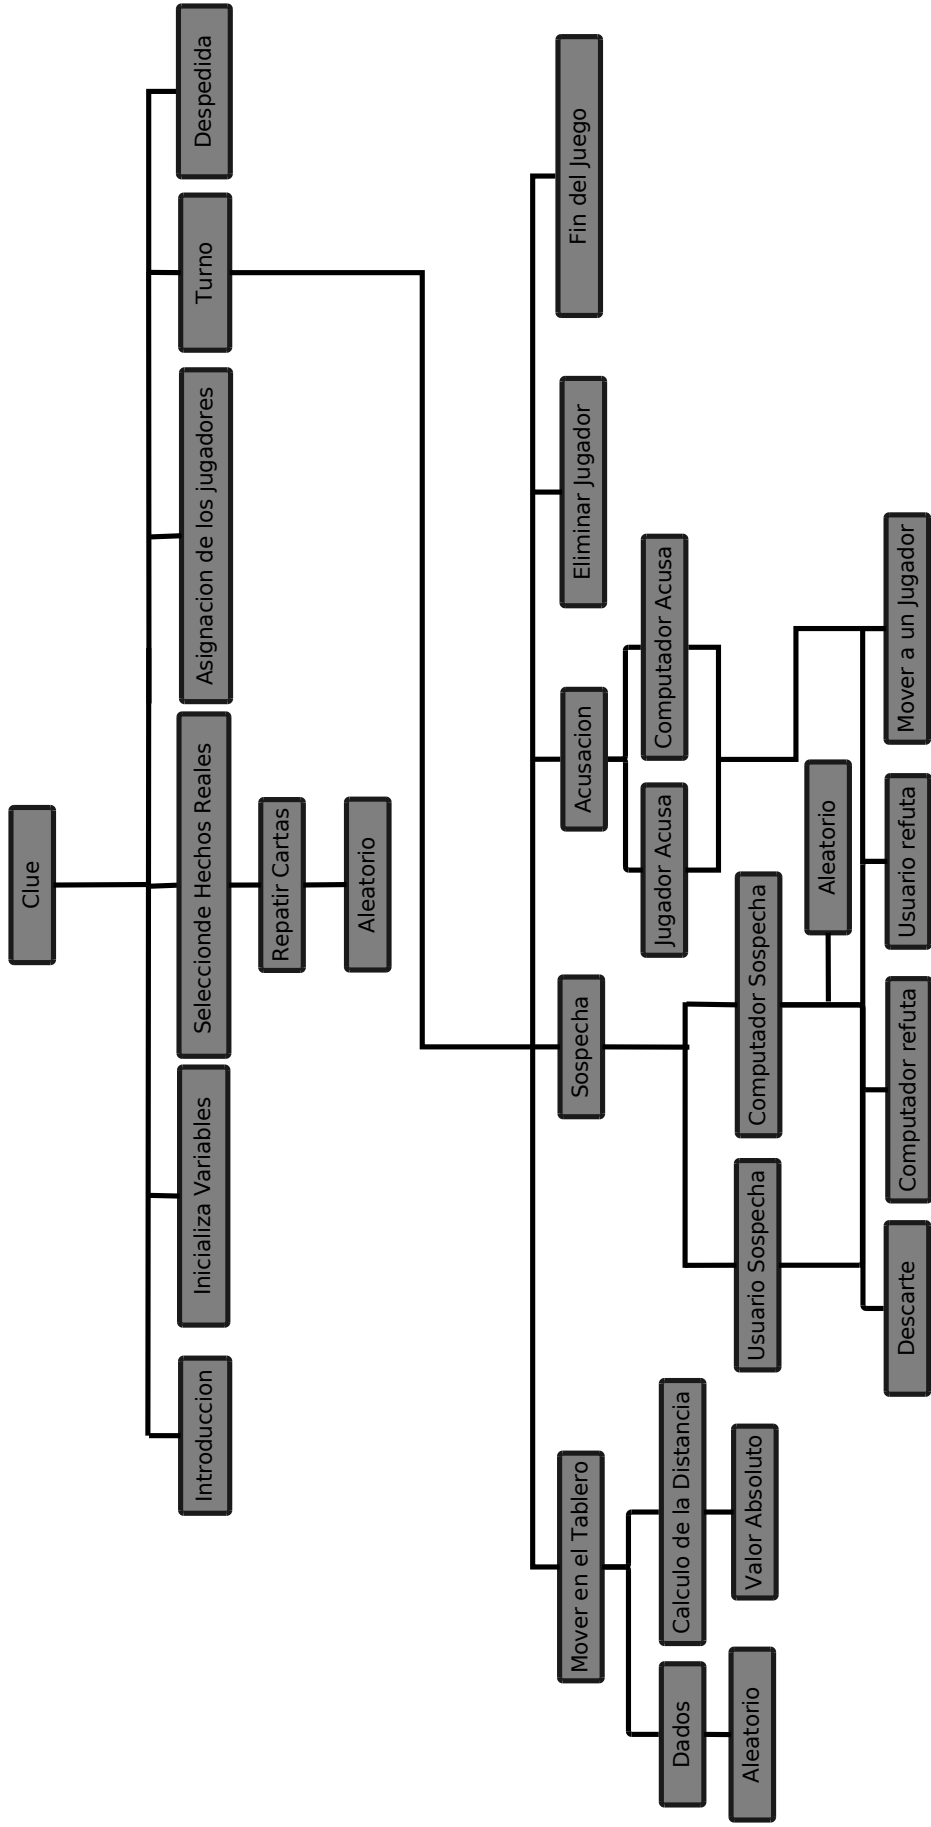 Clue
Introduccion
Inicializa Variables
Seleccionde Hechos Reales
Asignacion de los jugadores
Turno
Despedida
Repatir Cartas
Aleatorio
Mover en el Tablero
Sospecha
Acusacion
Eliminar Jugador
Fin del Juego
Dados
Calculo de la Distancia
Jugador Acusa
Computador Acusa
Aleatorio
Valor Absoluto
Usuario Sospecha
Computador Sospecha
Aleatorio
Descarte
Computador refuta
Usuario refuta
Mover a un Jugador